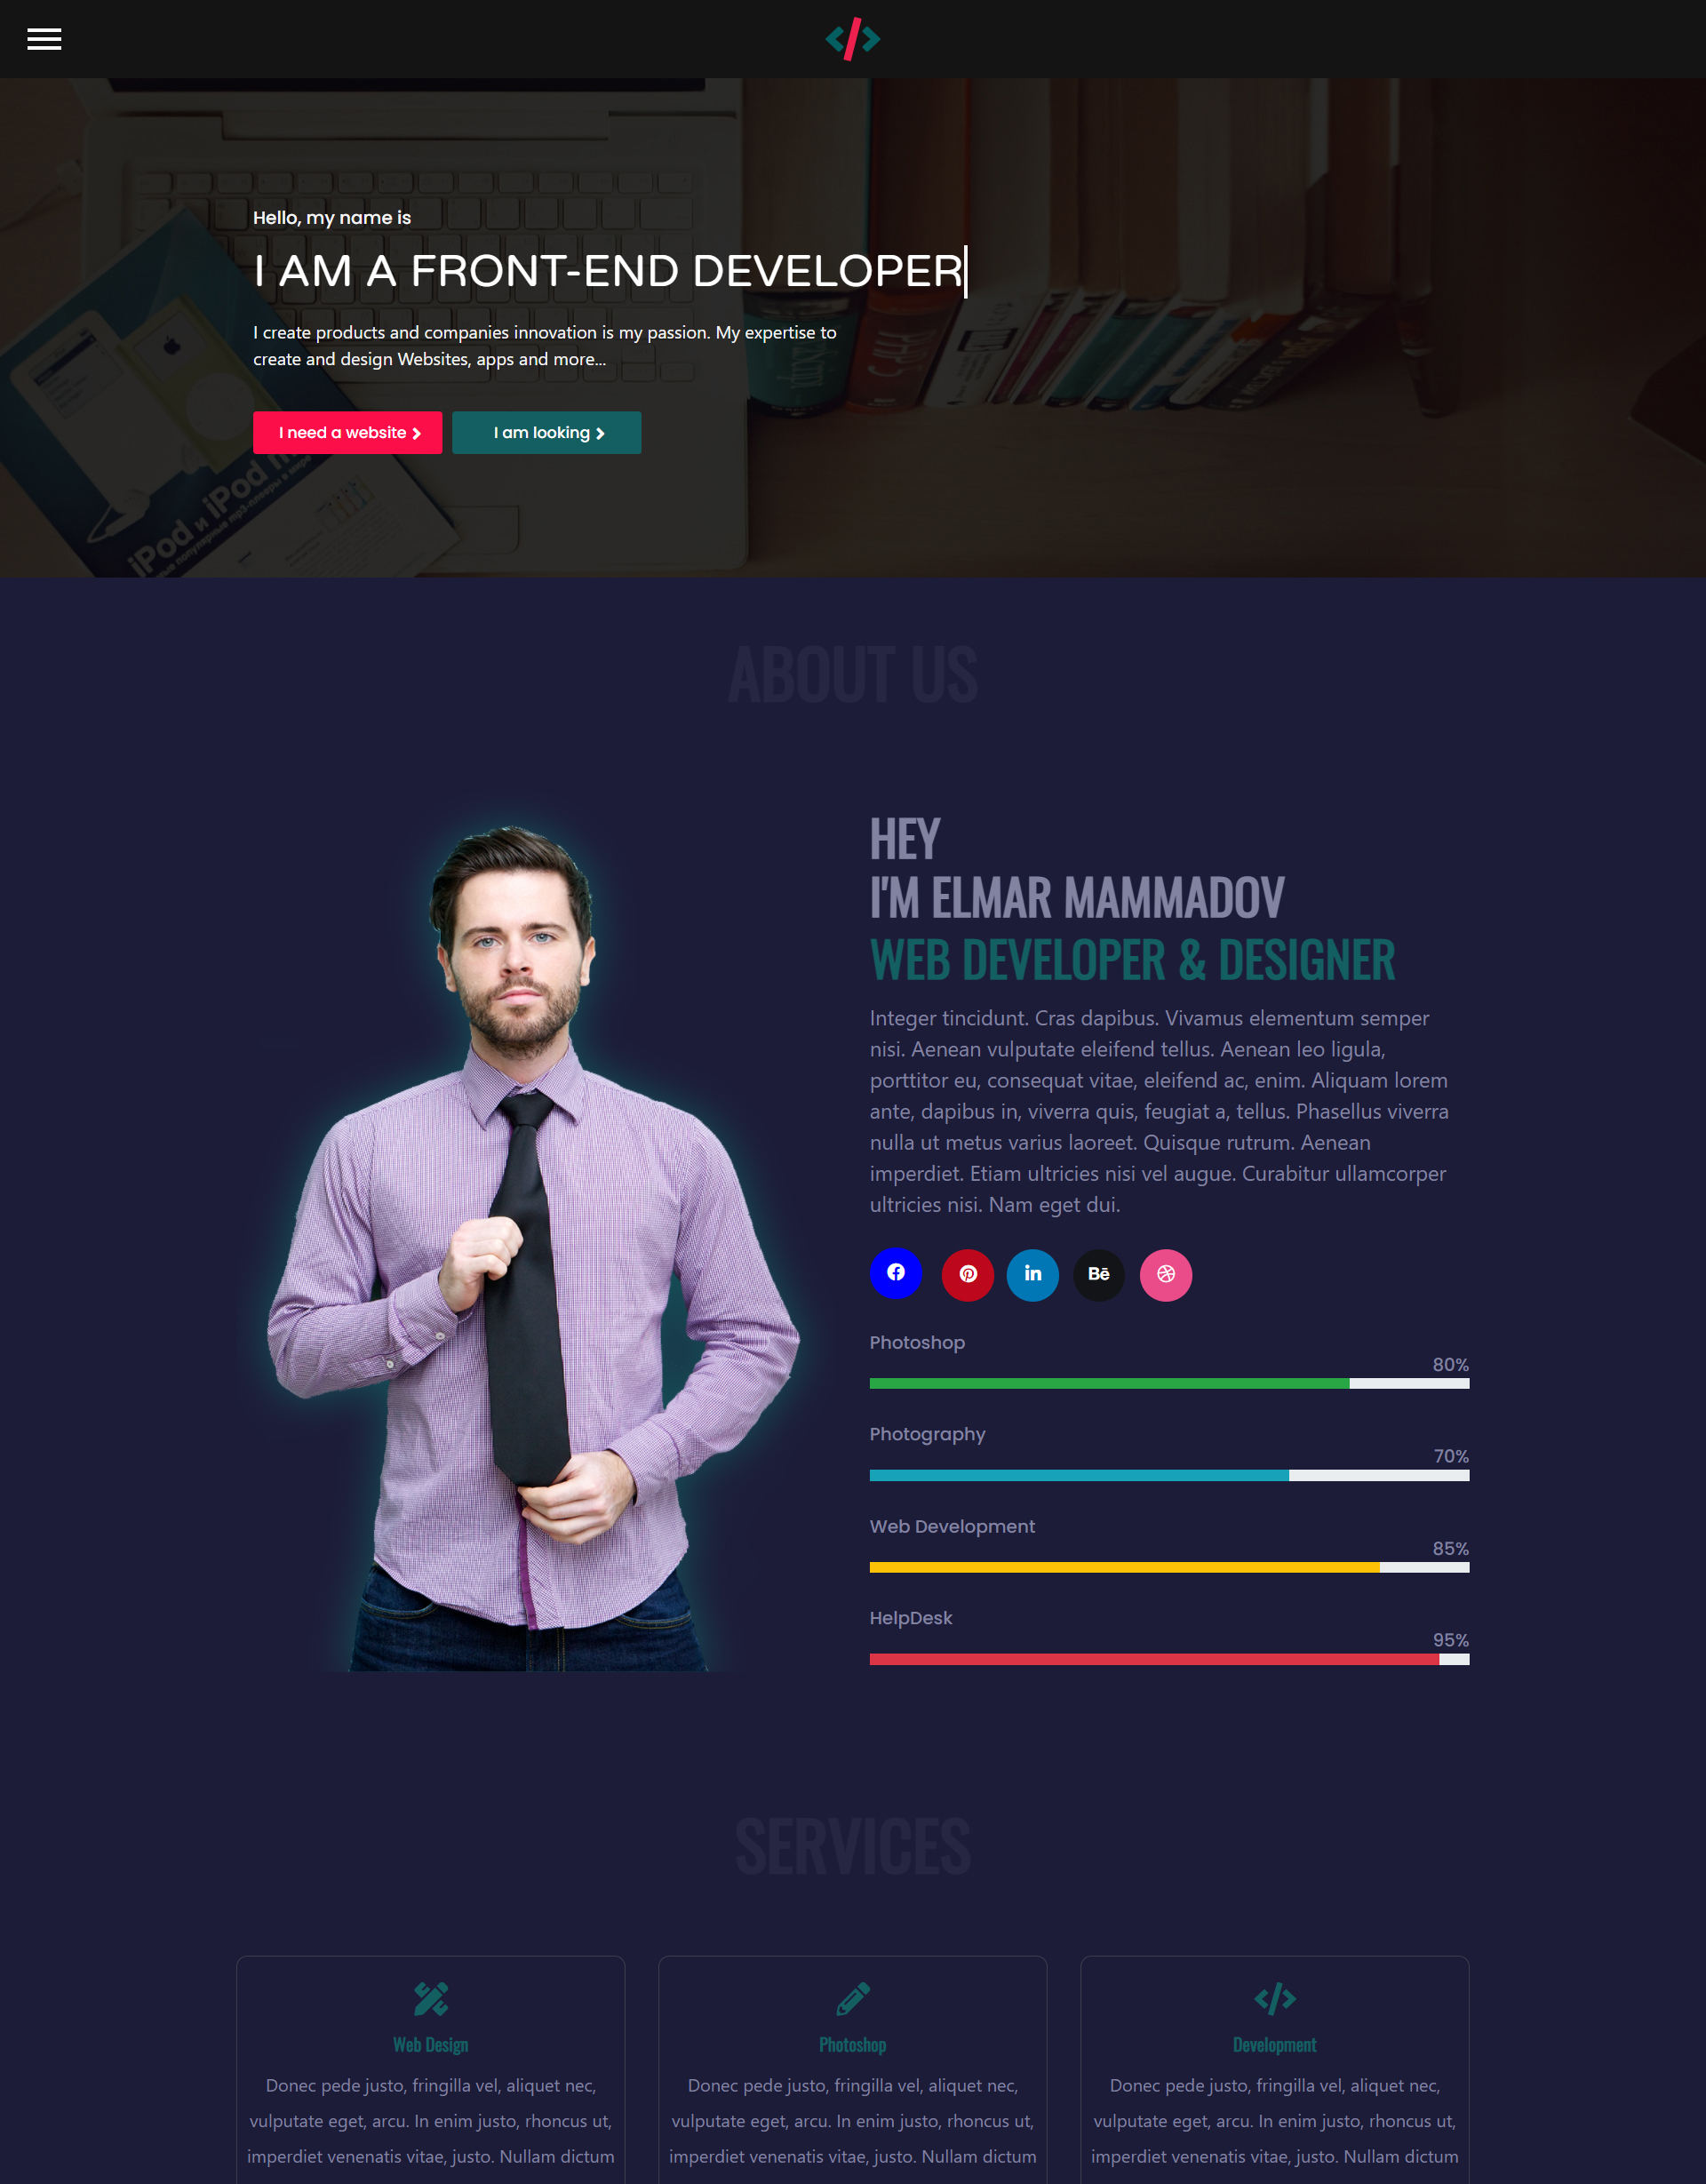 Hello, my name is
I AM A FRONT-END DEVELOPER
I create products and companies innovation is my passion. My expertise to
create and design Websites, apps and more...
I need a website
I am looking
iPod и iPod
популярные mp3-плееры в мире
PHP 5
ABOUT US
HEY
I'M ELMAR MAMMADOV
WEB DEVELOPER & DESIGNER
Integer tincidunt. Cras dapibus. Vivamus elementum semper
nisi. Aenean vulputate eleifend tellus. Aenean leo ligula,
porttitor eu, consequat vitae, eleifend ac, enim. Aliquam lorem
ante, dapibus in, viverra quis, feugiat a, tellus. Phasellus viverra
nulla ut metus varius laoreet. Quisque rutrum. Aenean
imperdiet. Etiam ultricies nisi vel augue. Curabitur ullamcorper
ultricies nisi. Nam eget dui.
in Bē
Photoshop
80%
Photography
70%
Web Development
85%
HelpDesk
95%
SERVICES
Web Design
Donec pede justo, fringilla vel, aliquet nec,
vulputate eget, arcu. In enim justo, rhoncus ut,
imperdiet venenatis vitae, justo. Nullam dictum
Photoshop
Donec pede justo, fringilla vel, aliquet nec,
vulputate eget, arcu. In enim justo, rhoncus ut,
imperdiet venenatis vitae, justo. Nullam dictum
Development
Donec pede justo, fringilla vel, aliquet nec,
vulputate eget, arcu. In enim justo, rhoncus ut,
imperdiet venenatis vitae, justo. Nullam dictum